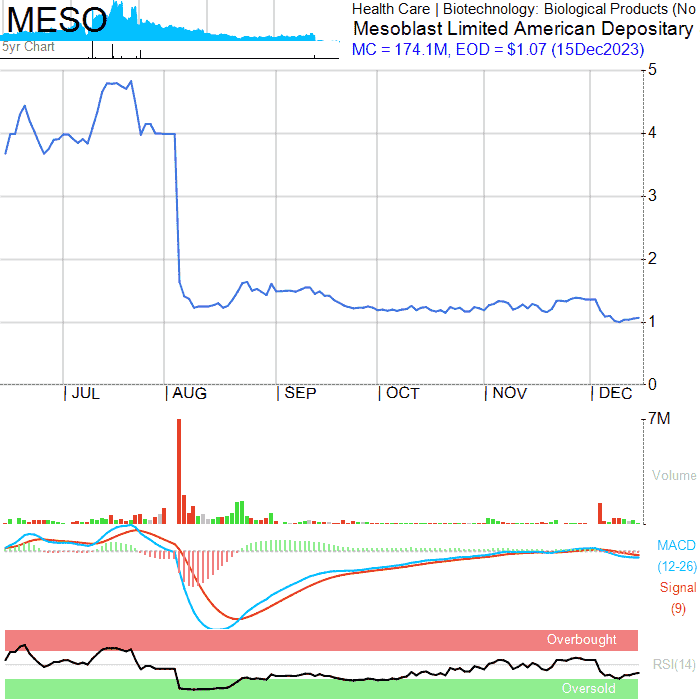 MESO
Health Care | Biotechnology: Biological Products (No
Mesoblast Limited American Depositary
5yr Chart
MC = 174.1M, EOD = $1.07 (15Dec2023)
5
4
3
2
1
0
JUL AUG SEP OCT NOV DEC
7M
Volume
MACD
(12-26)
Signal
(9)
Overbought
RSI(14)
Oversold